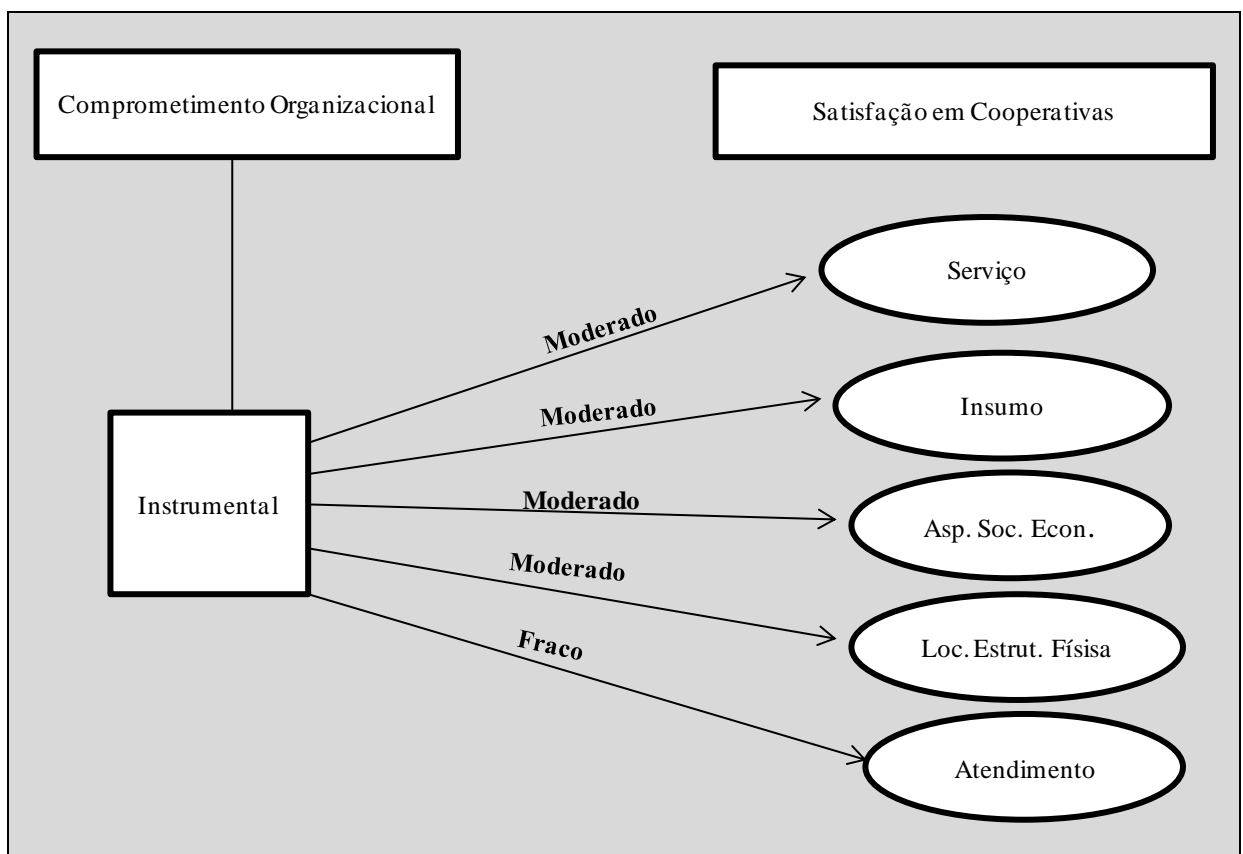 Comprometimento Organizacional
Satisfação em Cooperativas
Serviço
Moderado
Moderado
Insumo
Instrumental
Moderado
Asp. Soc. Econ.
Moderado
Loc. Estrut. Físisa
Fraco
Atendimento